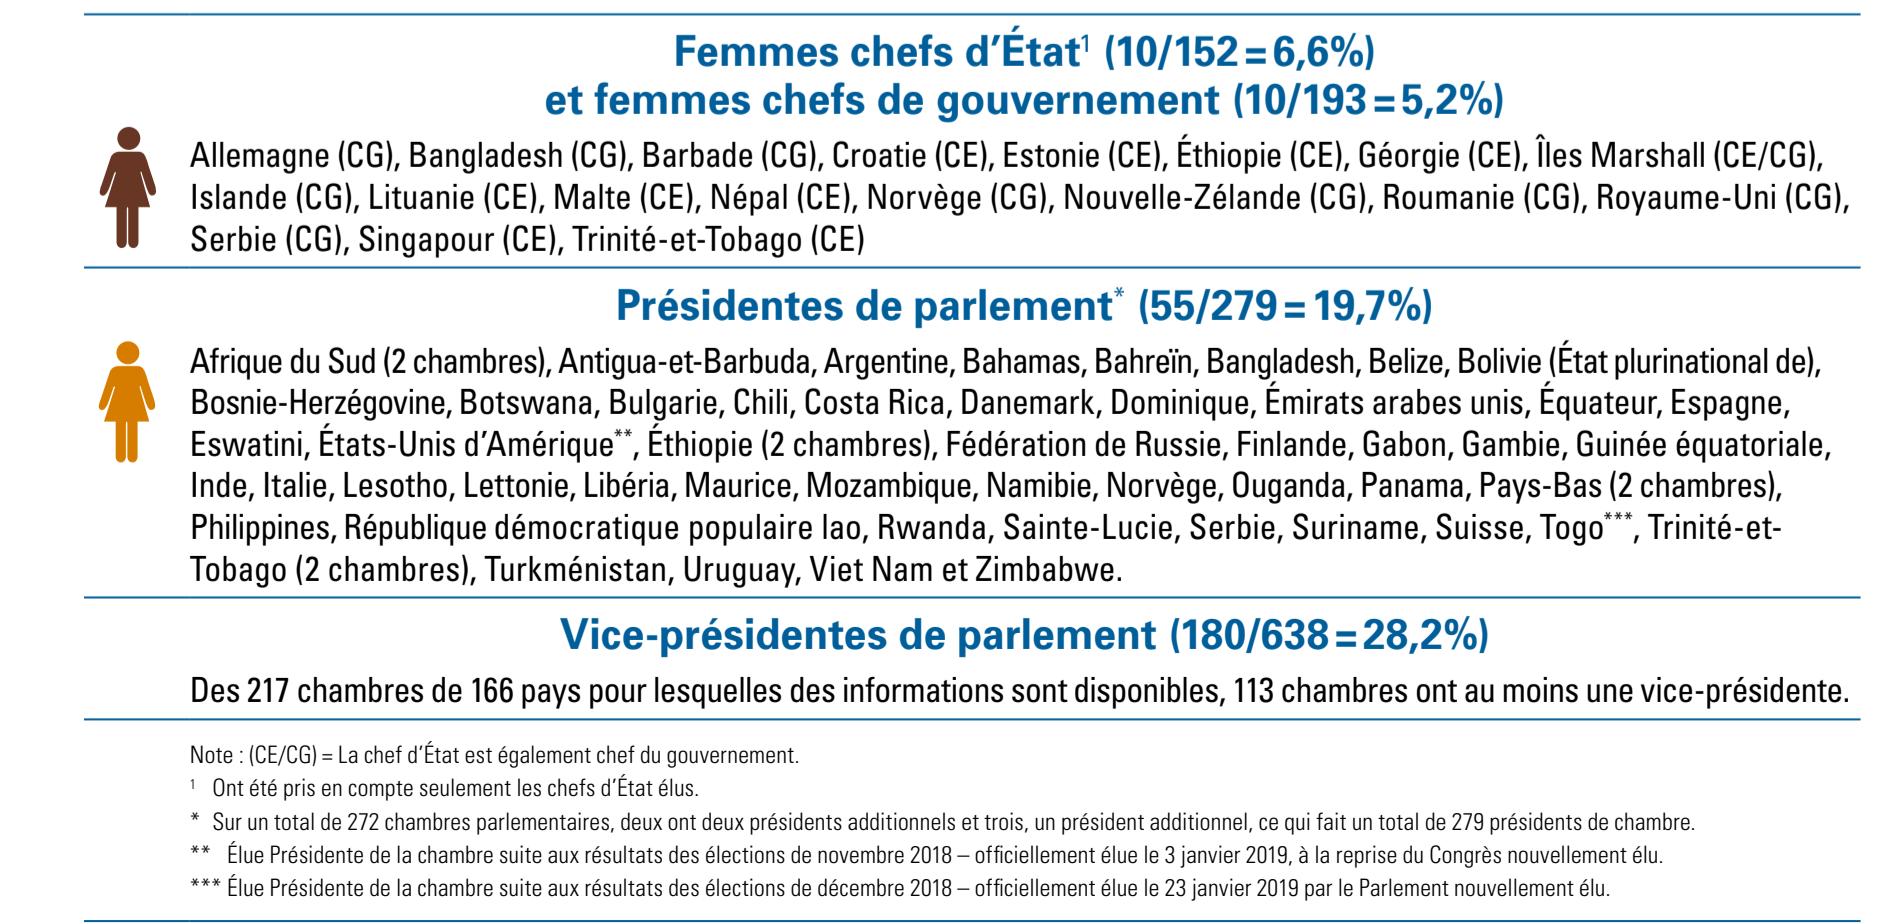 Femmes chefs d’État¹ (10/152 = 6,6%)
et femmes chefs de gouvernement (10/193 = 5,2%)
Allemagne (CG), Bangladesh (CG), Barbade (CG), Croatie (CE), Estonie (CE), Éthiopie (CE), Géorgie (CE), Îles Marshall (CE/CG),
Islande (CG), Lituanie (CE), Malte (CE), Népal (CE), Norvège (CG), Nouvelle-Zélande (CG), Roumanie (CG), Royaume-Uni (CG),
Serbie (CG), Singapour (CE), Trinité-et-Tobago (CE)
Présidentes de parlement* (55/279 = 19,7%)
Afrique du Sud (2 chambres), Antigua-et-Barbuda, Argentine, Bahamas, Bahreïn, Bangladesh, Belize, Bolivie (État plurinational de),
Bosnie-Herzégovine, Botswana, Bulgarie, Chili, Costa Rica, Danemark, Dominique, Émirats arabes unis, Équateur, Espagne,
Eswatini, États-Unis d’Amérique**, Éthiopie (2 chambres), Fédération de Russie, Finlande, Gabon, Gambie, Guinée équatoriale,
Inde, Italie, Lesotho, Lettonie, Libéria, Maurice, Mozambique, Namibie, Norvège, Ouganda, Panama, Pays-Bas (2 chambres),
Philippines, République démocratique populaire lao, Rwanda, Sainte-Lucie, Serbie, Suriname, Suisse, Togo***, Trinité-et-
Tobago (2 chambres), Turkménistan, Uruguay, Viet Nam et Zimbabwe.
Vice-présidentes de parlement (180/638 = 28,2%)
Des 217 chambres de 166 pays pour lesquelles des informations sont disponibles, 113 chambres ont au moins une vice-présidente.
Note : (CE/CG) = La chef d’État est également chef du gouvernement.
¹ Ont été pris en compte seulement les chefs d’État élus.
* Sur un total de 272 chambres parlementaires, deux ont deux présidents additionnels et trois, un président additionnel, ce qui fait un total de 279 présidents de chambre.
** Élue Présidente de la chambre suite aux résultats des élections de novembre 2018 – officiellement élue le 3 janvier 2019, à la reprise du Congrès nouvellement élu.
*** Élue Présidente de la chambre suite aux résultats des élections de décembre 2018 – officiellement élue le 23 janvier 2019 par le Parlement nouvellement élu.